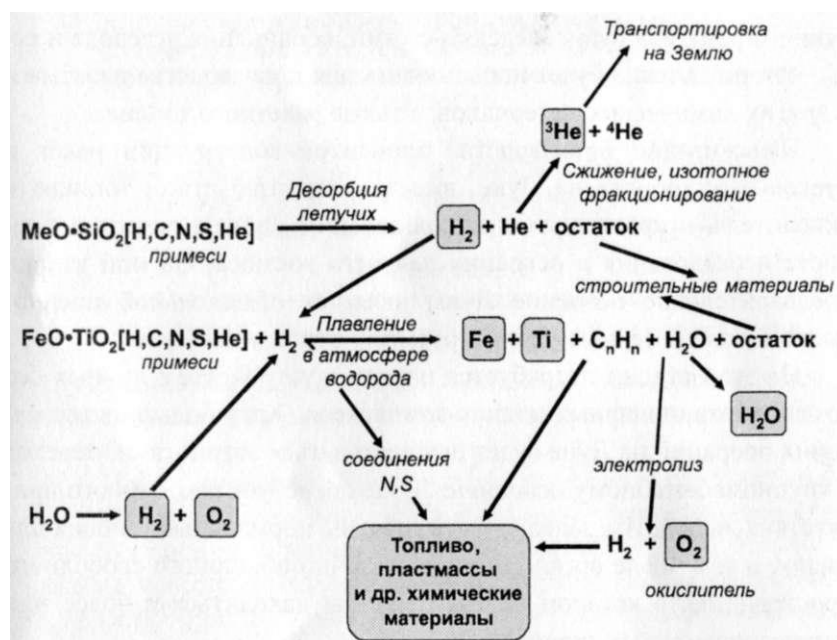 Транспортировка
на Землю
³He + ⁴He
Сжижение, изотопное
фракционирование
Десорбция
летучих
MeO•SiO₂[H,C,N,S,He]
примеси
H₂ + He + остаток
строительные материалы
FeO•TiO₂[H,C,N,S,He] + H₂
примеси
Плавление
в атмосфере
водорода
Fe + Ti + CₙHₙ + H₂O + остаток
H₂O
соединения
N,S
электролиз
H₂O
H₂ + O₂
Топливо,
пластмассы
и др. химические
материалы
H₂ + O₂
окислитель